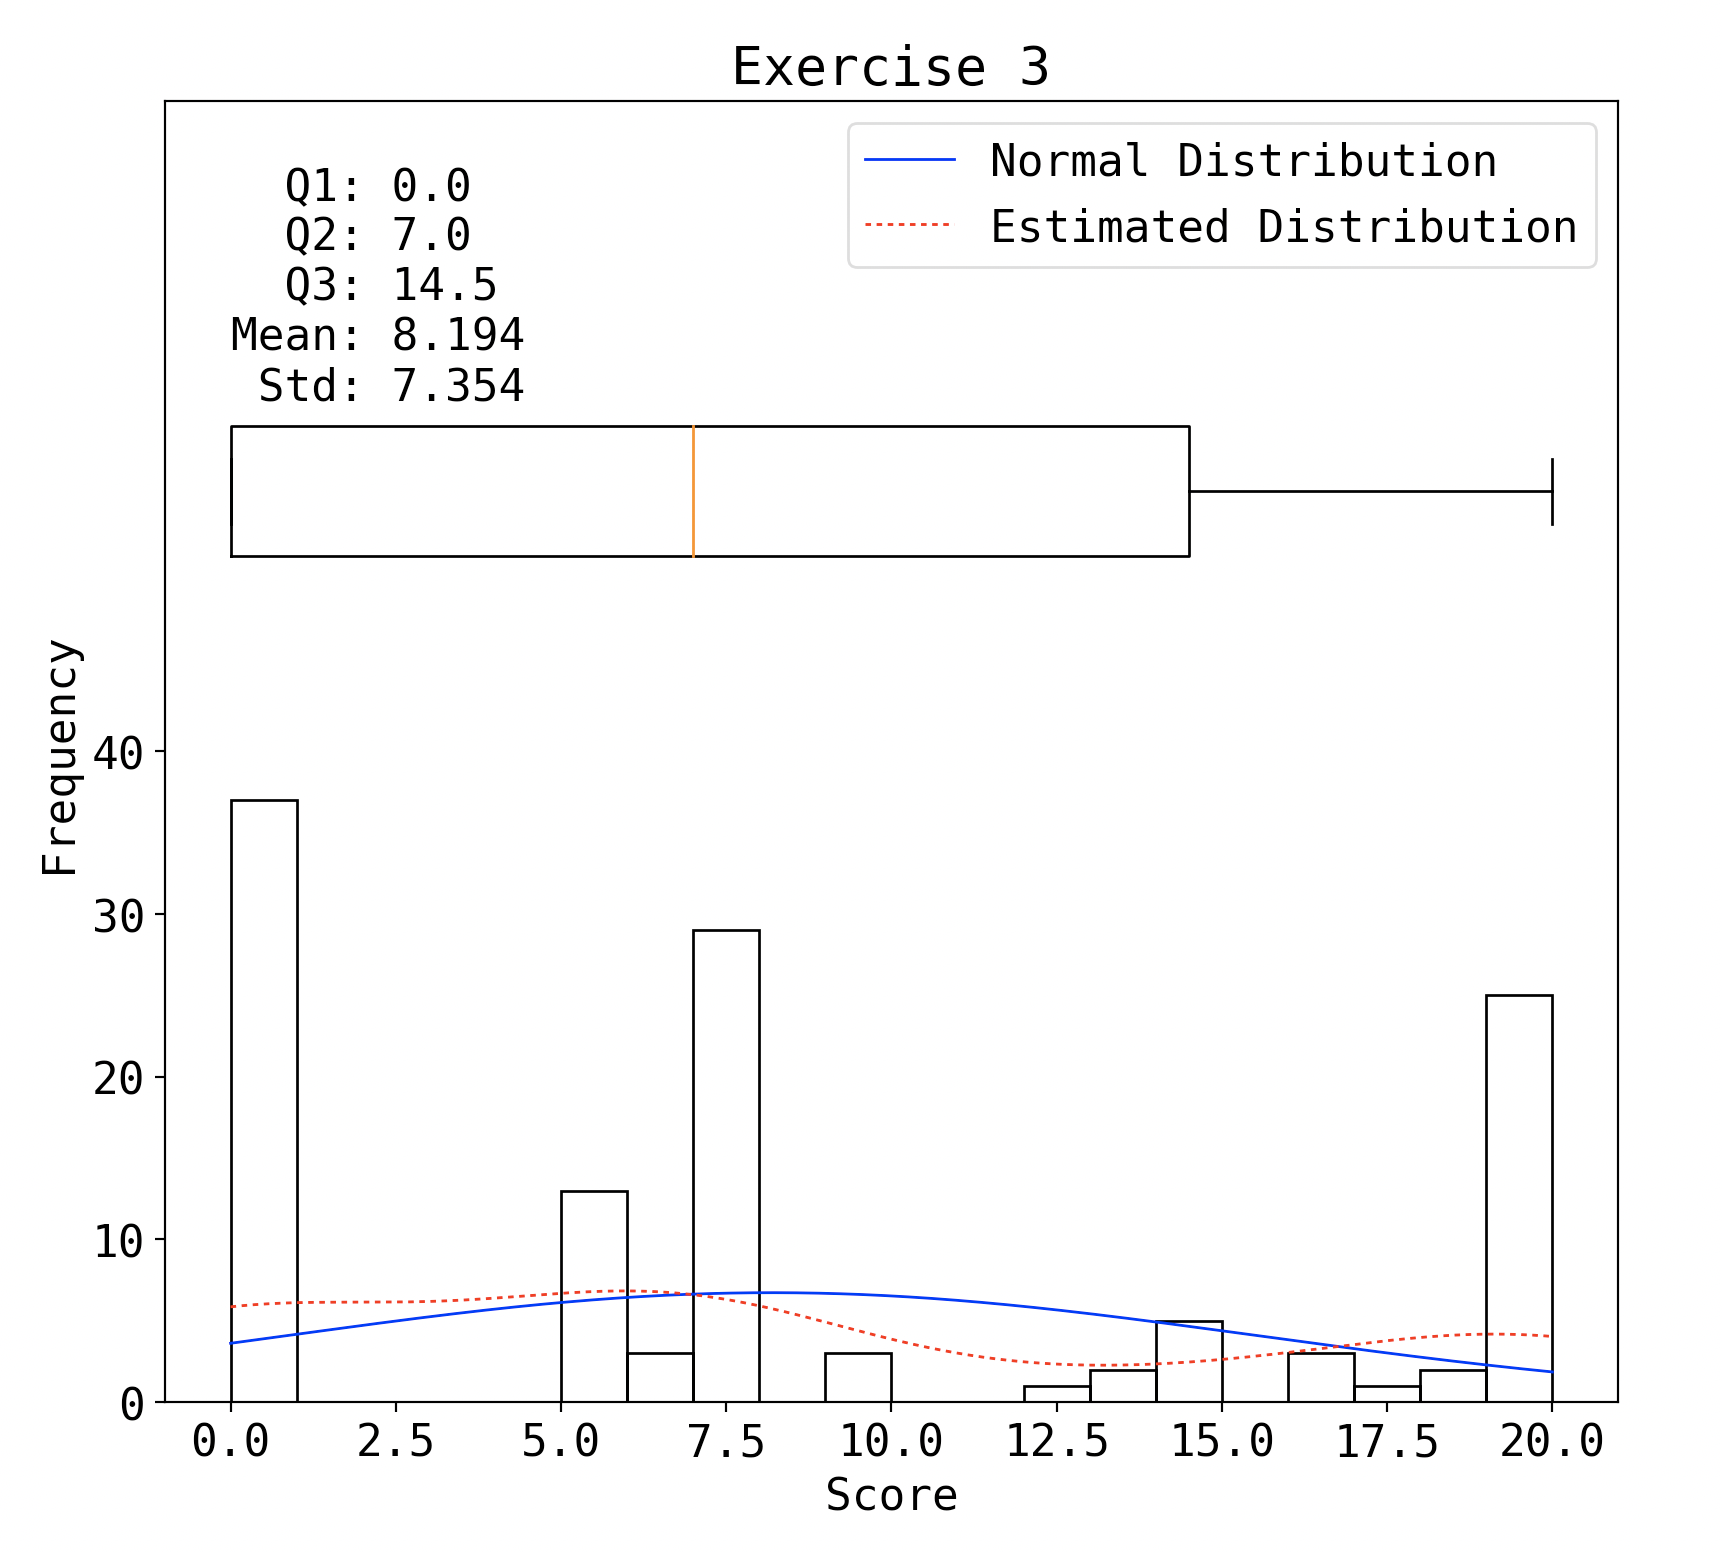 Exercise 3
Normal Distribution
Estimated Distribution
Q1: 0.0
Q2: 7.0
Q3: 14.5
Mean: 8.194
Std: 7.354
Frequency
40
30
20
10
0
0.0 2.5 5.0 7.5 10.0 12.5 15.0 17.5 20.0
Score